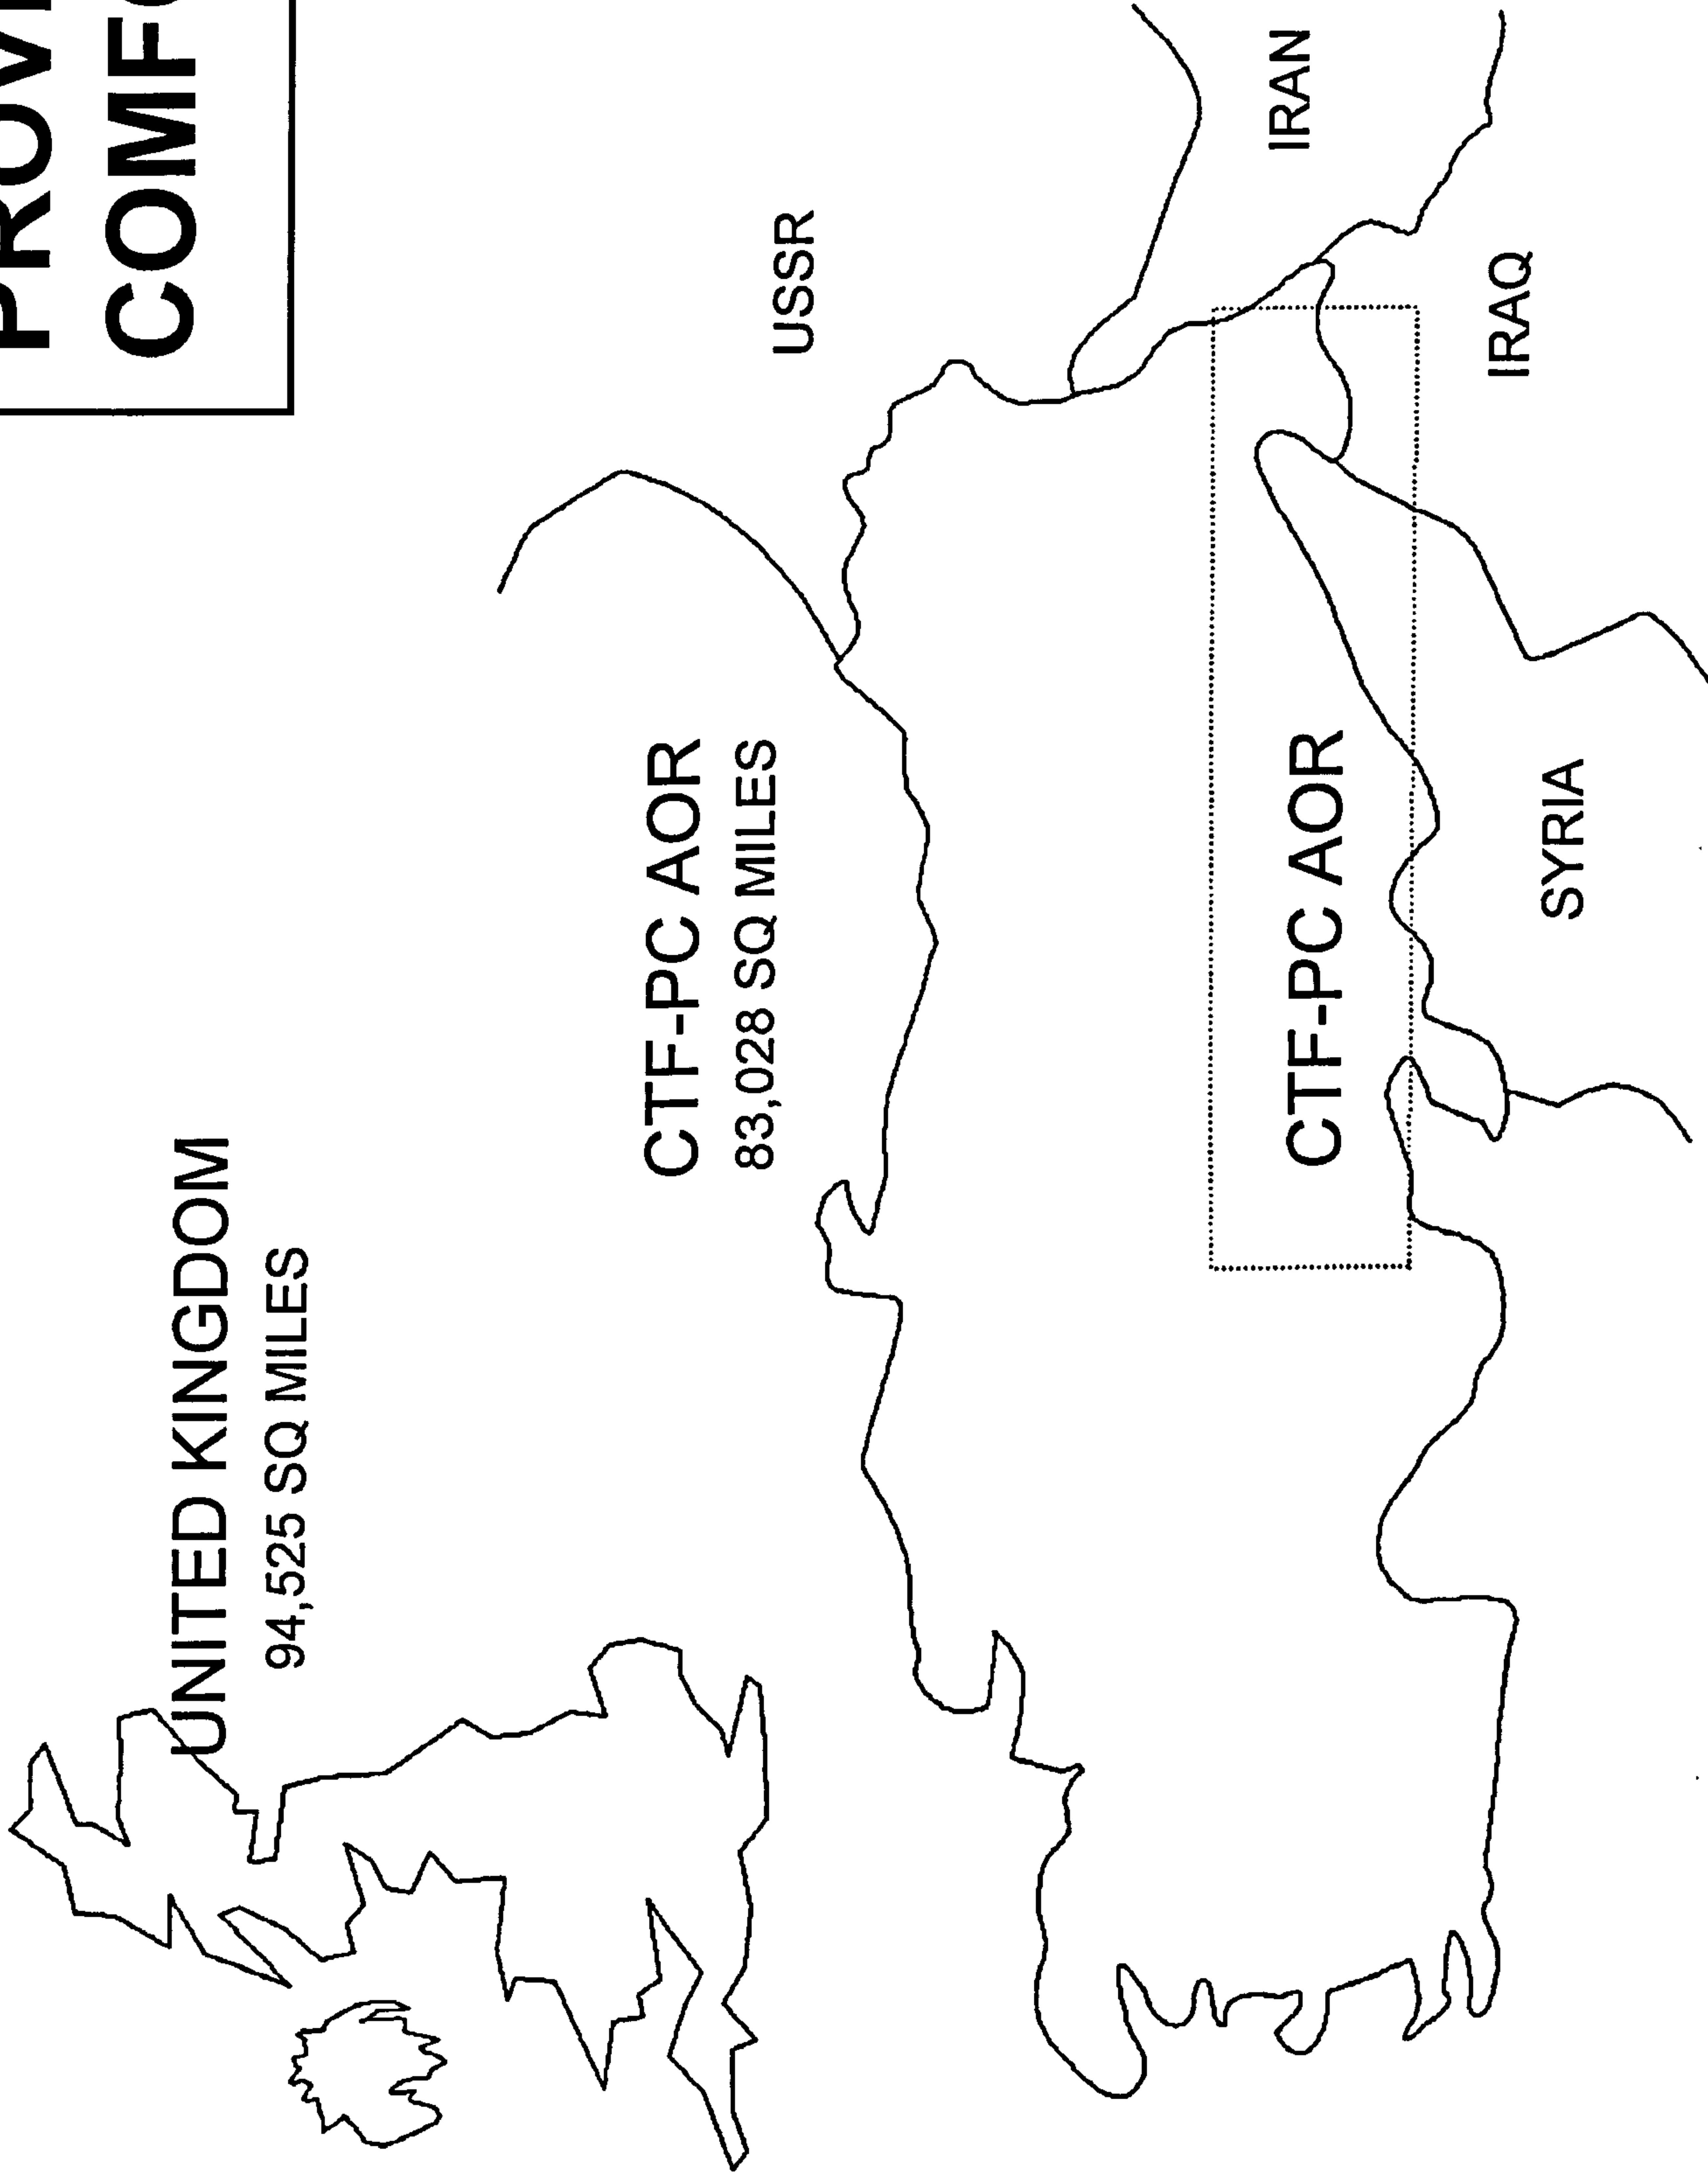 UNITED KINGDOM
94,525 SQ MILES
CTF-PC AOR
83,028 SQ MILES
USSR
CTF-PC AOR
IRAN
IRAQ
SYRIA